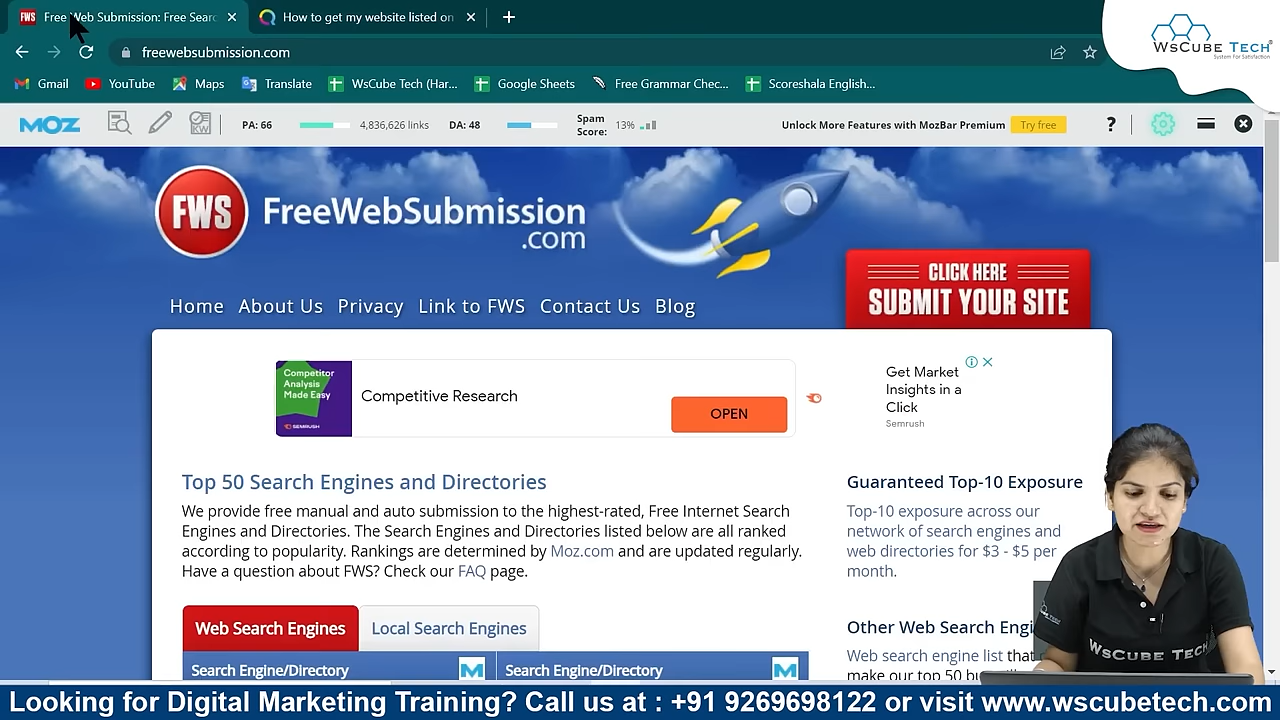 FWS Free Web Submission: Free Searc
How to get my website listed on
freewebsubmission.com
WsCube Tech
System For Satisfaction
Gmail
YouTube
Maps
Translate
WsCube Tech (Har...
Google Sheets
Free Grammar Chec...
Scoreshala English...
MOZ
KW
PA: 66
4,836,626 links
DA: 48
Spam
Score:
13%
Unlock More Features with MozBar Premium
Try free
?
FWS
FreeWebSubmission
.com
Home
About Us
Privacy
Link to FWS
Contact Us
Blog
CLICK HERE
SUBMIT YOUR SITE
Competitor
Analysis
Made Easy
SEMRUSH
Competitive Research
OPEN
Get Market
Insights in a
Click
Semrush
Top 50 Search Engines and Directories
We provide free manual and auto submission to the highest-rated, Free Internet Search
Engines and Directories. The Search Engines and Directories listed below are all ranked
according to popularity. Rankings are determined by Moz.com and are updated regularly.
Have a question about FWS? Check our FAQ page.
Guaranteed Top-10 Exposure
Top-10 exposure across our
network of search engines and
web directories for $3 - $5 per
month.
Web Search Engines
Local Search Engines
Search Engine/Directory
M
Search Engine/Directory
M
Other Web Search Engi
Web search engine list that
make our top 50 bu
WsCube Tech
Looking for Digital Marketing Training? Call us at : +91 9269698122 or visit www.wscubetech.com